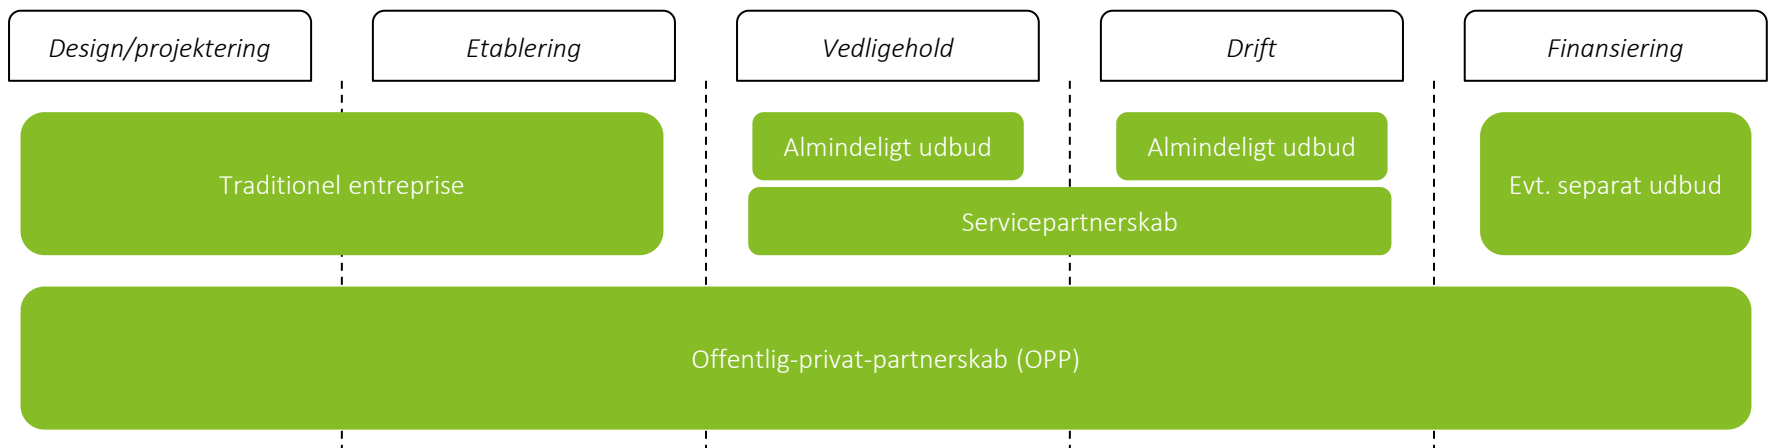 Design/projektering
Etablering
Vedligehold
Drift
Finansiering
Traditionel entreprise
Almindeligt udbud
Almindeligt udbud
Servicepartnerskab
Evt. separat udbud
Offentlig-privat-partnerskab (OPP)